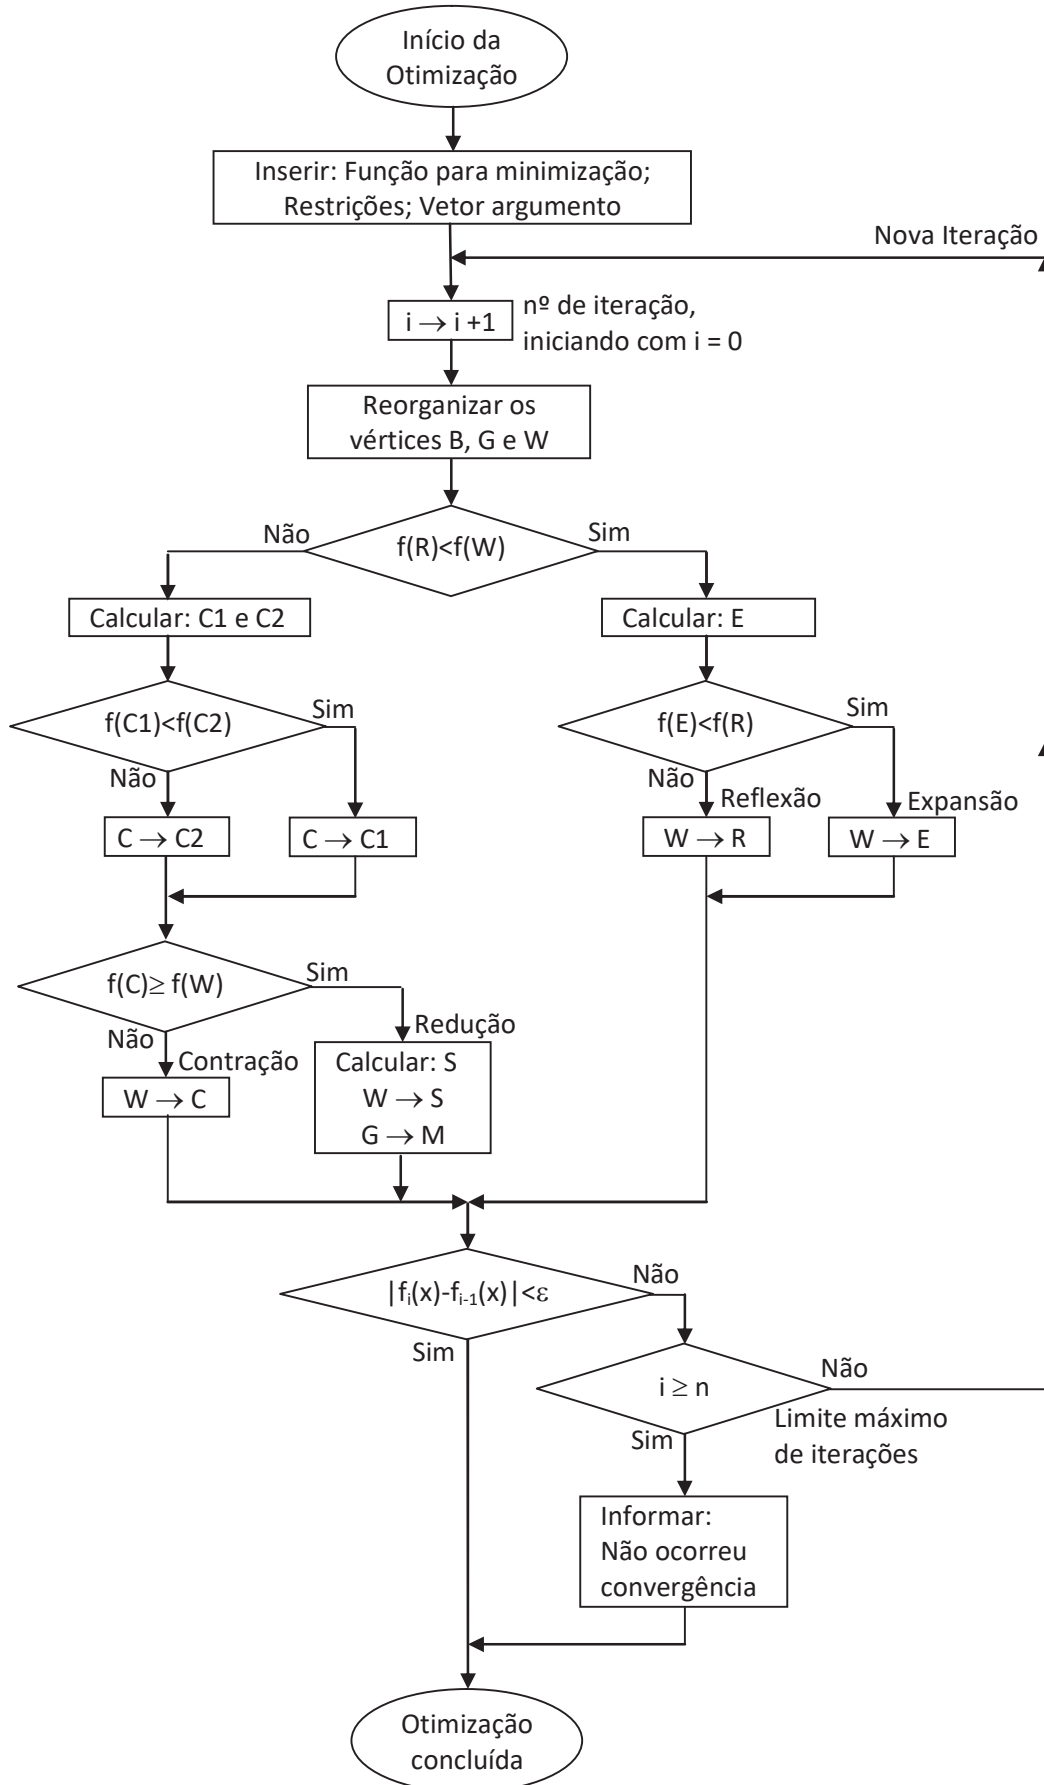 Início da
Otimização
Inserir: Função para minimização;
Restrições; Vetor argumento
Nova Iteração
i → i +1
nº de iteração,
iniciando com i = 0
Reorganizar os
vértices B, G e W
Não
f(R)<f(W)
Sim
Calcular: C1 e C2
Calcular: E
f(C1)<f(C2)
Sim
f(E)<f(R)
Sim
Não
Não
Reflexão
Expansão
C → C2
C → C1
W → R
W → E
f(C)≥ f(W)
Sim
Não
Contração
Redução
W → C
Calcular: S
W → S
G → M
|fᵢ(x)-fᵢ₋₁(x)|<ε
Não
Sim
i ≥ n
Não
Sim
Limite máximo
de iterações
Informar:
Não ocorreu
convergência
Otimização
concluída